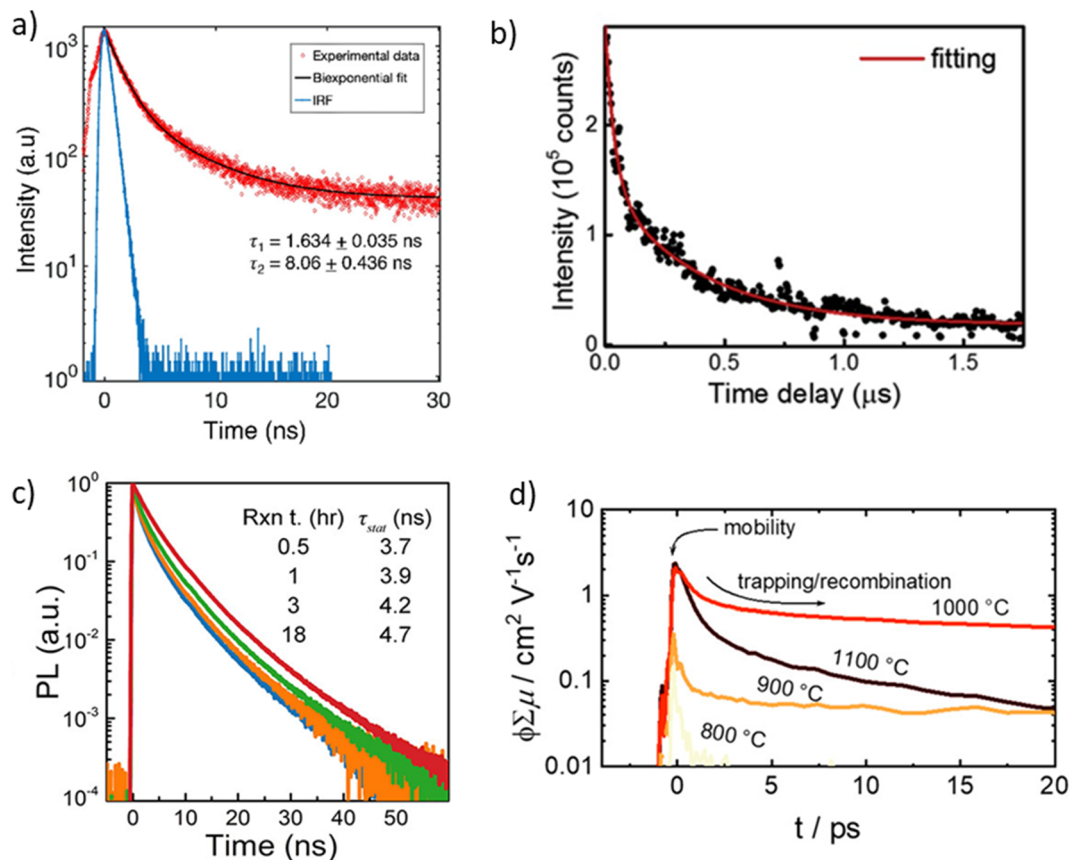 a)
10³
10²
10¹
10⁰
Intensity (a.u)
Experimental data
Biexponential fit
IRF
τ₁ = 1.634 ± 0.035 ns
τ₂ = 8.06 ± 0.436 ns
0 10 20 30
Time (ns)
b)
fitting
2
1
0
Intensity (10⁵ counts)
0 0.5 1.0 1.5
Time delay (μs)
c)
10⁰
10⁻¹
10⁻²
10⁻³
10⁻⁴
PL (a.u.)
Rxn t. (hr) τstat (ns)
0.5 3.7
1 3.9
3 4.2
18 4.7
0 10 20 30 40 50
Time (ns)
d)
10
1
0.1
0.01
ϕΣμ / cm² V⁻¹s⁻¹
mobility
trapping/recombination
1000 °C
1100 °C
900 °C
800 °C
0 5 10 15 20
t / ps